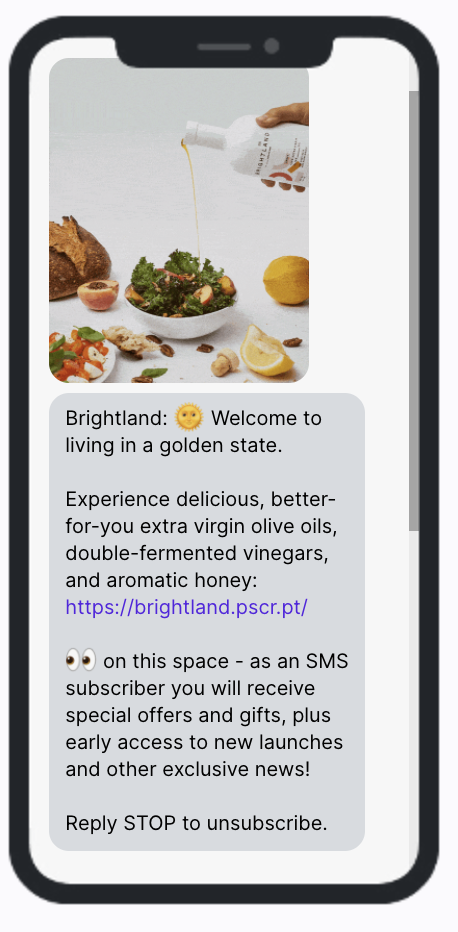 BRIGHTLAND
Brightland: 🌞 Welcome to
living in a golden state.
Experience delicious, better-
for-you extra virgin olive oils,
double-fermented vinegars,
and aromatic honey:
https://brightland.pscr.pt/
👀 on this space - as an SMS
subscriber you will receive
special offers and gifts, plus
early access to new launches
and other exclusive news!
Reply STOP to unsubscribe.